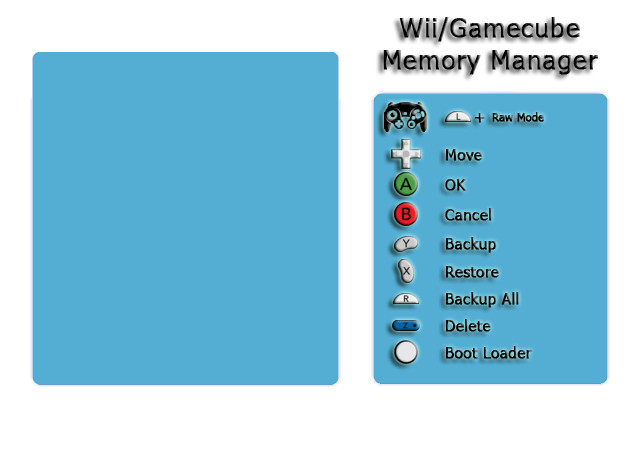 Wii/Gamecube
Memory Manager
L + Raw Mode
Move
A OK
B Cancel
Y Backup
X Restore
R Backup All
Z Delete
Boot Loader